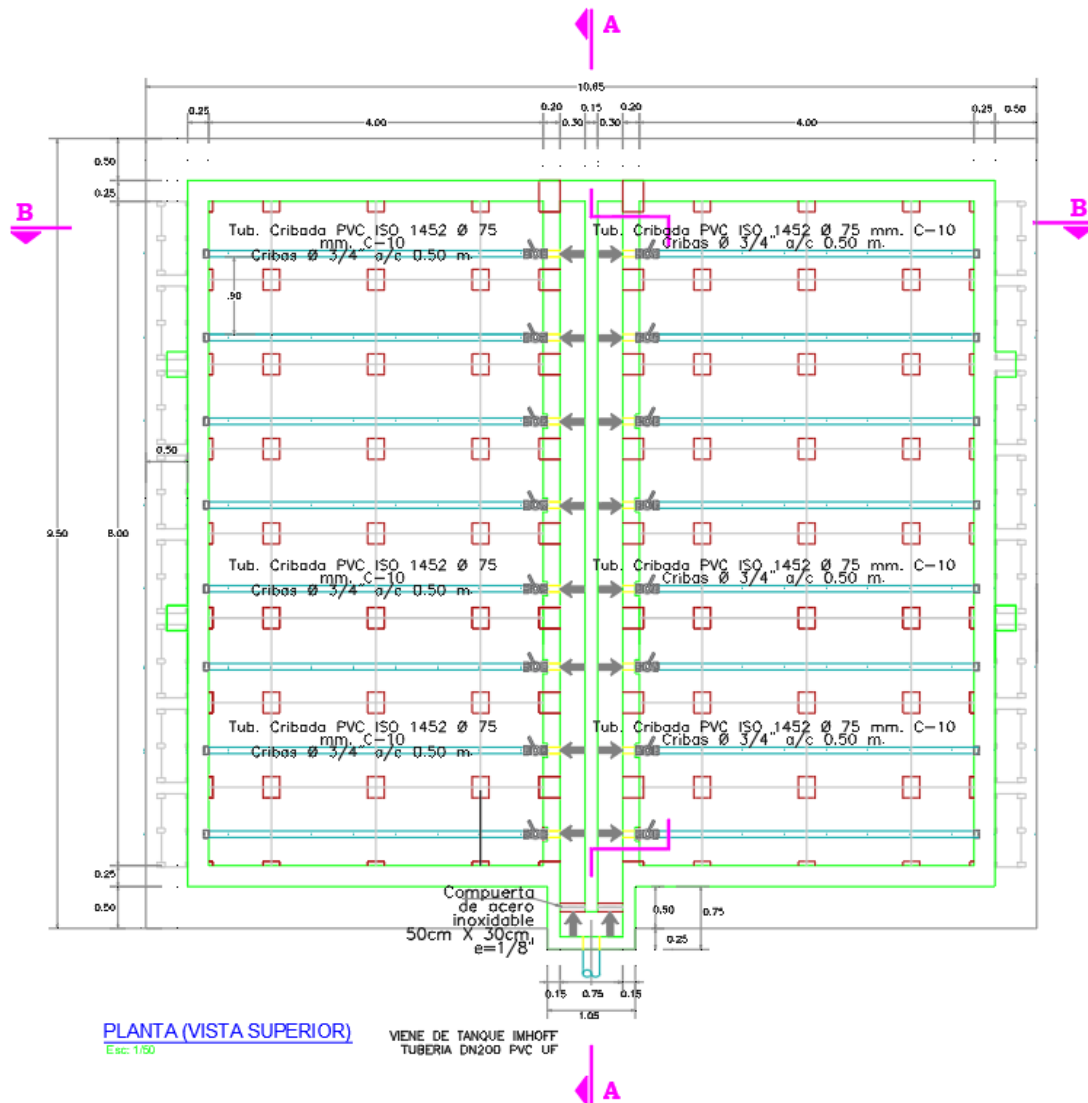 A
10.65
0.25
4.00
0.20
0.15
0.20
0.30
0.30
4.00
0.25
0.50
0.50
0.25
B
B
Tub. Cribada PVC ISO 1452 Ø 75
mm. C-10
Cribas Ø 3/4" a/c 0.50 m.
Tub. Cribada PVC ISO 1452 Ø 75 mm. C-10
Cribas Ø 3/4" a/c 0.50 m.
.90
0.50
9.50
8.00
Tub. Cribada PVC ISO 1452 Ø 75
mm. C-10
Cribas Ø 3/4" a/c 0.50 m.
Tub. Cribada PVC ISO 1452 Ø 75 mm. C-10
Cribas Ø 3/4" a/c 0.50 m.
Tub. Cribada PVC ISO 1452 Ø 75
mm. C-10
Cribas Ø 3/4" a/c 0.50 m.
Tub. Cribada PVC ISO 1452 Ø 75 mm. C-10
Cribas Ø 3/4" a/c 0.50 m.
0.25
0.50
Compuerta
de acero
inoxidable
50cm X 30cm,
e=1/8"
0.50
0.75
0.25
0.15
0.75
0.15
1.05
PLANTA (VISTA SUPERIOR)
Esc: 1/50
VIENE DE TANQUE IMHOFF
TUBERIA DN200 PVC UF
A